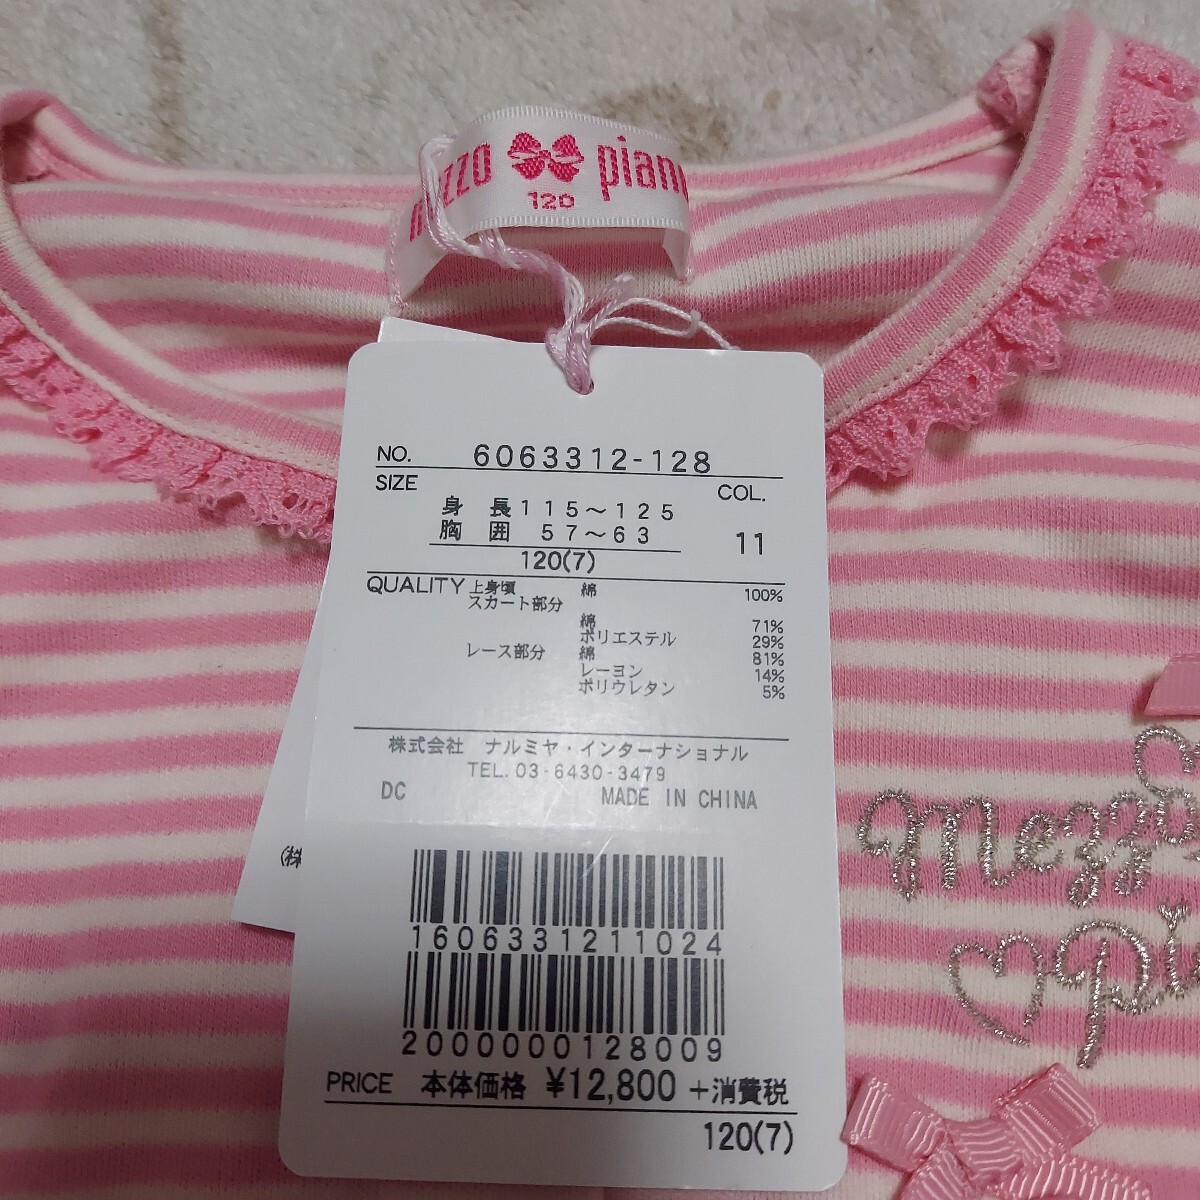 zzo piano
120
NO. 6063312-128
SIZE COL.
身 長 115～125
胸 囲 57～63
11
120(7)
QUALITY 上身頃 綿 100%
スカート部分
綿 71%
ポリエステル 29%
レース部分 綿 81%
レーヨン 14%
ポリウレタン 5%
株式会社 ナルミヤ・インターナショナル
TEL. 03-6430-3479
DC MADE IN CHINA
(株
1606331211024
2000000128009
PRICE 本体価格 ¥12,800 +消費税
120(7)
Mezzo